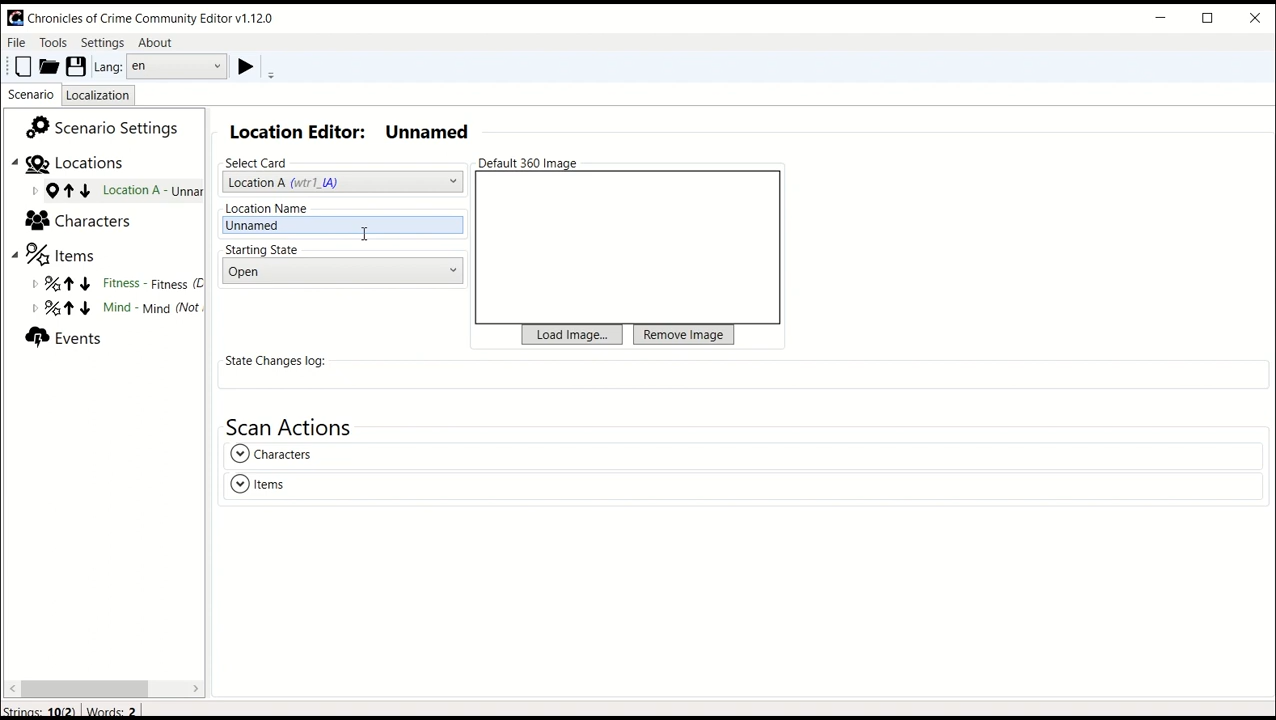 Chronicles of Crime Community Editor v1.12.0
File Tools Settings About
Lang: en
Scenario Localization
Scenario Settings
Locations
Location A - Unnar
Characters
Items
Fitness - Fitness (D
Mind - Mind (Not
Events
Location Editor: Unnamed
Select Card
Location A (wtr1_lA)
Location Name
Unnamed
Starting State
Open
Default 360 Image
Load Image... Remove Image
State Changes log:
Scan Actions
Characters
Items
Strings: 10(2) Words: 2